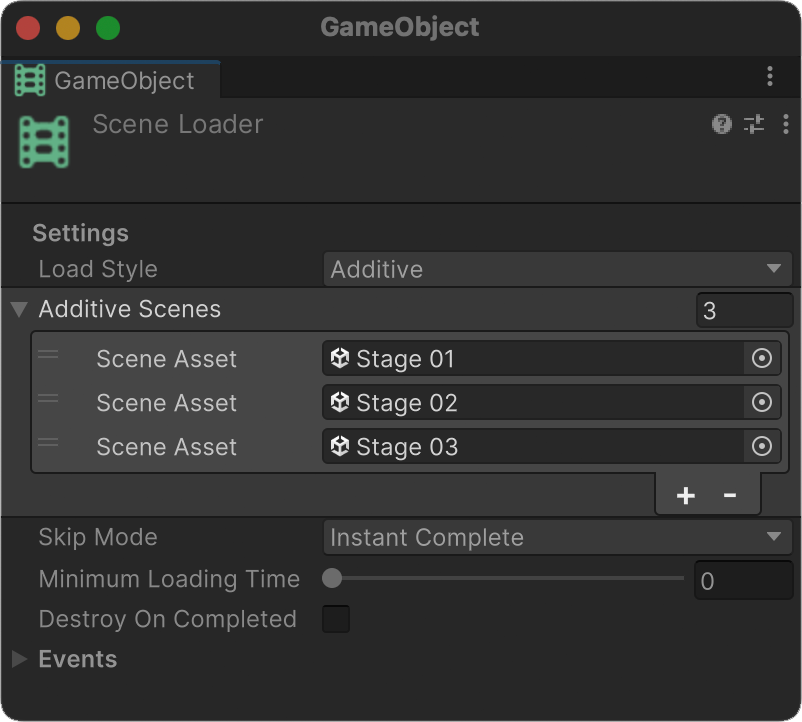 GameObject
GameObject
Scene Loader
Settings
Load Style Additive
Additive Scenes 3
Scene Asset Stage 01
Scene Asset Stage 02
Scene Asset Stage 03
+ -
Skip Mode Instant Complete
Minimum Loading Time 0
Destroy On Completed
Events